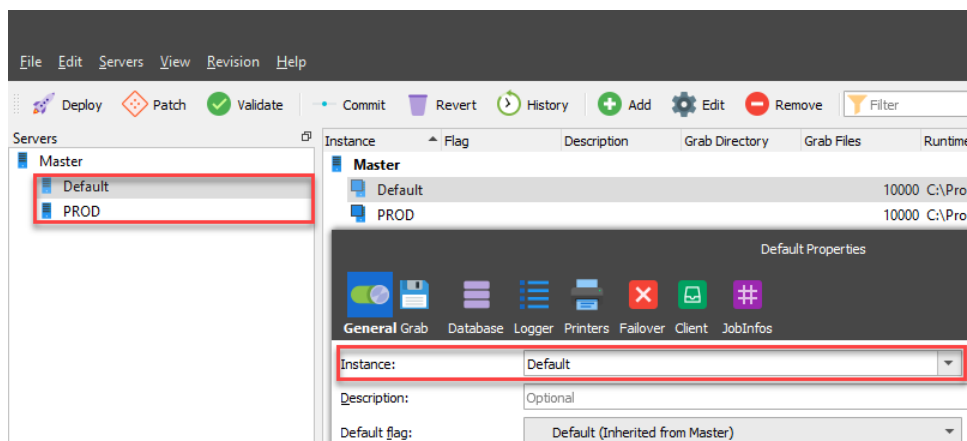 File Edit Servers View Revision Help
Deploy Patch Validate Commit Revert History Add Edit Remove Filter
Servers
Master
Default
PROD
Instance Flag Description Grab Directory Grab Files Runtime
Master
Default 10000 C:\Pro
PROD 10000 C:\Pro
Default Properties
General Grab Database Logger Printers Failover Client JobInfos
Instance: Default
Description: Optional
Default flag: Default (Inherited from Master)